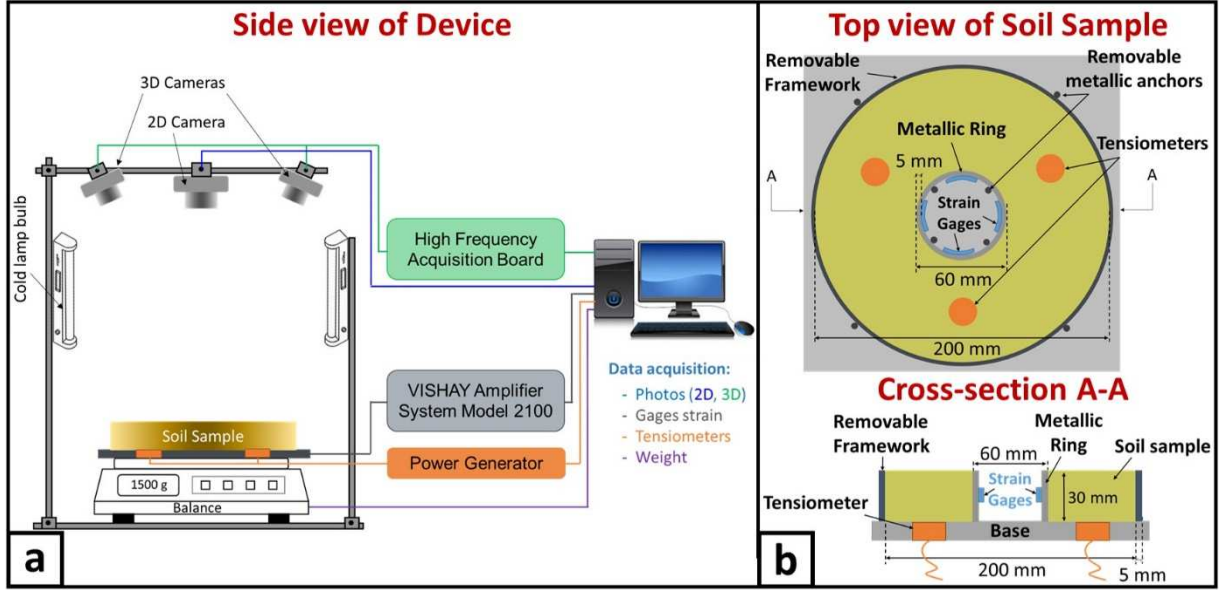 Side view of Device
3D Cameras
2D Camera
Cold lamp bulb
High Frequency
Acquisition Board
VISHAY Amplifier
System Model 2100
Power Generator
Soil Sample
1500 g
Balance
Data acquisition:
- Photos (2D, 3D)
- Gages strain
- Tensiometers
- Weight
a
Top view of Soil Sample
Removable
Framework
Removable
metallic anchors
Metallic Ring
Tensiometers
5 mm
A
A
Strain
Gages
60 mm
200 mm
Cross-section A-A
Removable
Framework
Metallic
Ring
Soil sample
60 mm
Strain
Gages
30 mm
Tensiometer
Base
200 mm
5 mm
b